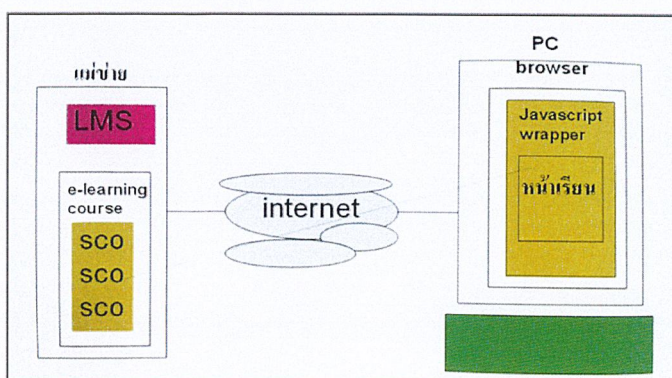 แม่ข่าย
LMS
e-learning
course
SCO
SCO
SCO
internet
PC
browser
Javascript
wrapper
หน้าเรียน